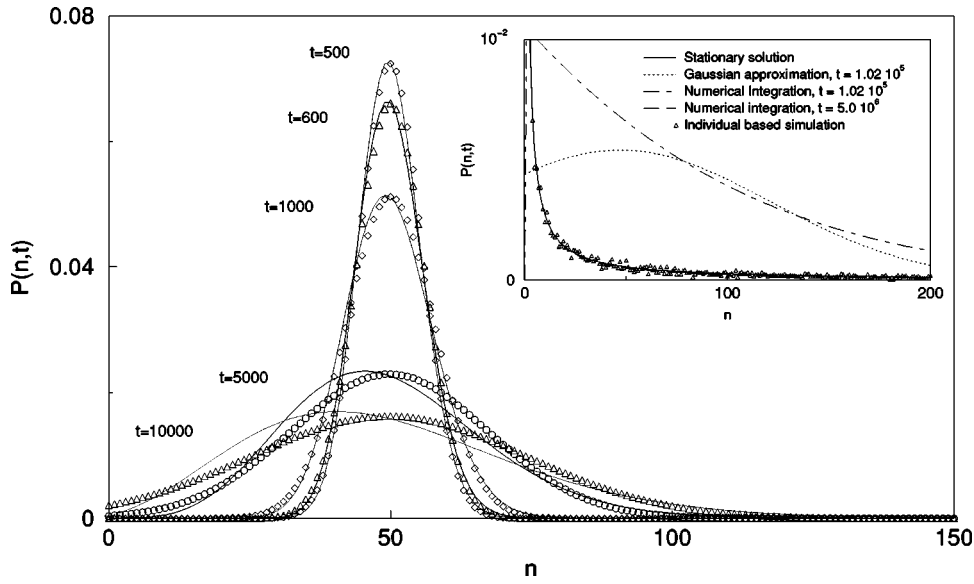 0.08
t=500
t=600
t=1000
P(n,t)
0.04
t=5000
t=10000
0
0
50
100
150
n
10⁻²
Stationary solution
Gaussian approximation, t = 1.02 10⁵
Numerical Integration, t = 1.02 10⁵
Numerical integration, t = 5.0 10⁶
Individual based simulation
P(n,t)
0
0
100
200
n